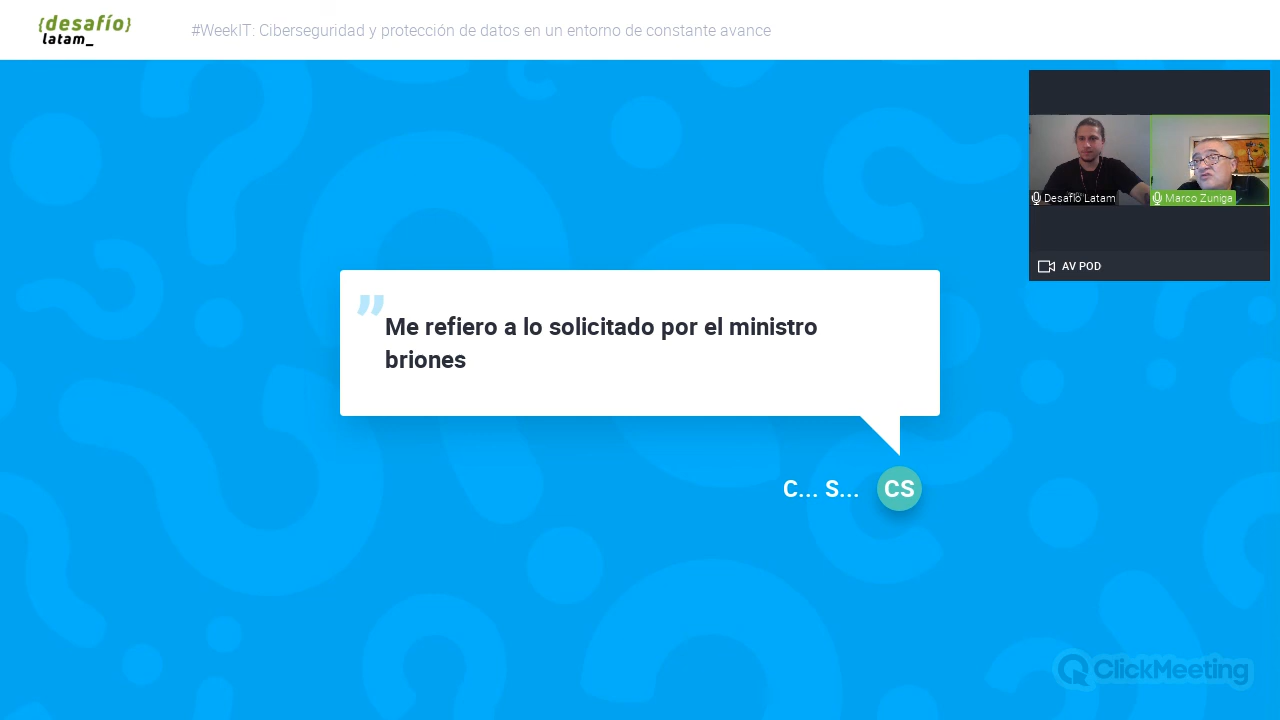 {desafío}
latam_
#WeekIT: Ciberseguridad y protección de datos en un entorno de constante avance
Desafío Latam
Marco Zuniga
AV POD
Me refiero a lo solicitado por el ministro
briones
C... S...
CS
ClickMeeting